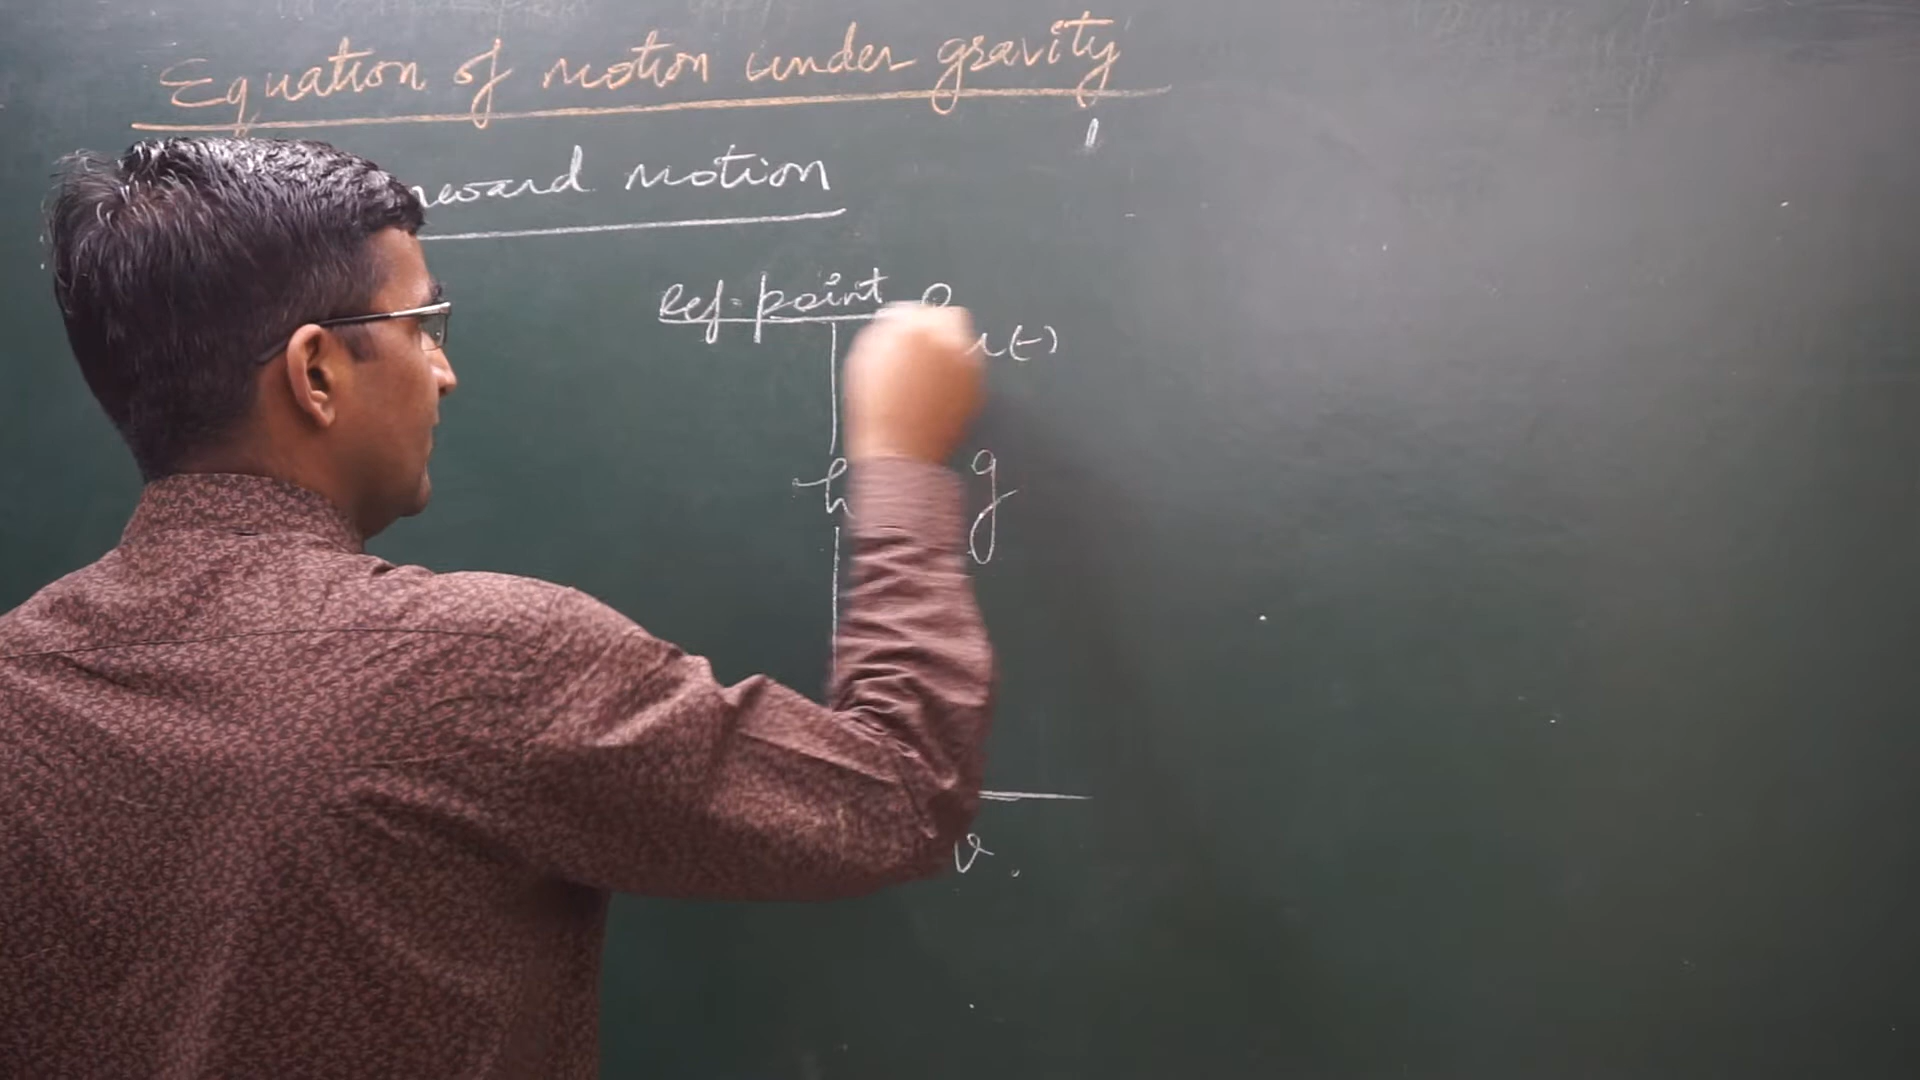 Equation of motion under gravity
motion
Ref. point
u(-)
h
g
v